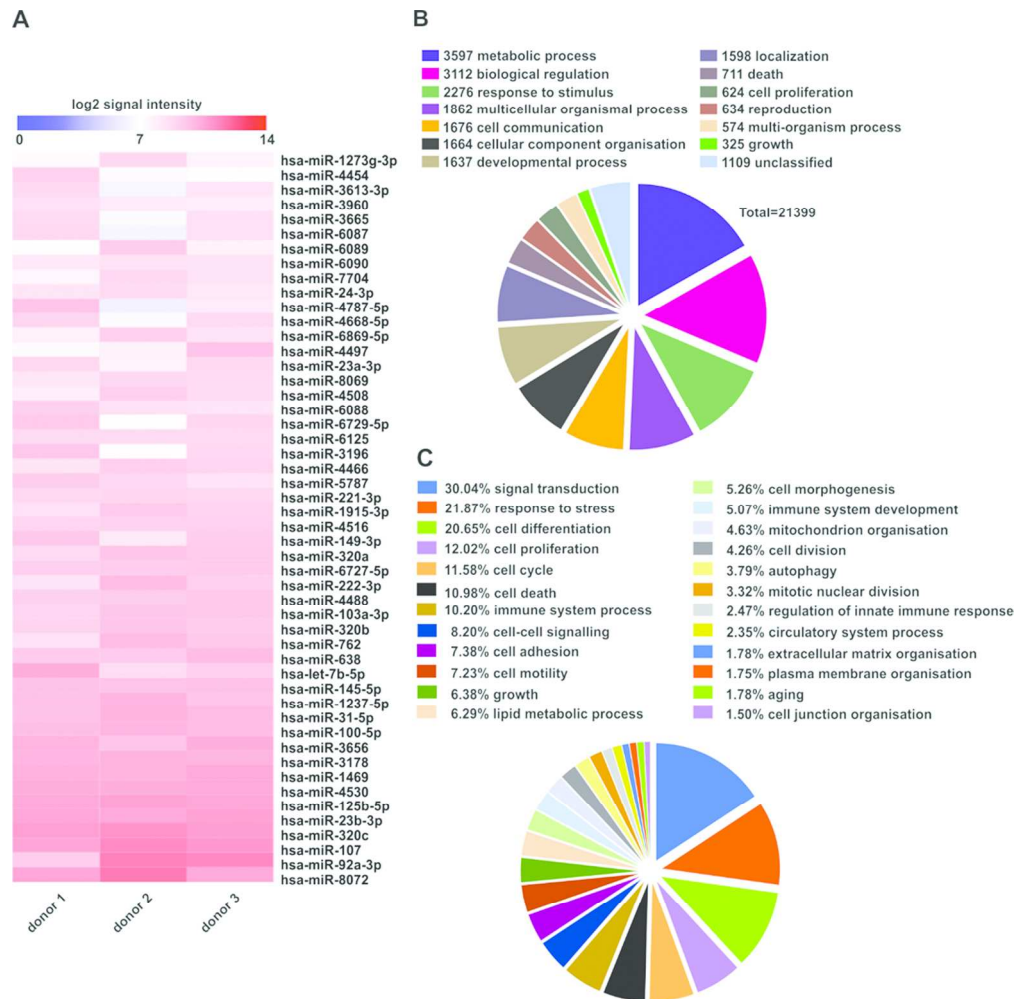 A
log2 signal intensity
0 7 14
hsa-miR-1273g-3p
hsa-miR-4454
hsa-miR-3613-3p
hsa-miR-3960
hsa-miR-3665
hsa-miR-6087
hsa-miR-6089
hsa-miR-6090
hsa-miR-7704
hsa-miR-24-3p
hsa-miR-4787-5p
hsa-miR-4668-5p
hsa-miR-6869-5p
hsa-miR-4497
hsa-miR-23a-3p
hsa-miR-8069
hsa-miR-4508
hsa-miR-6088
hsa-miR-6729-5p
hsa-miR-6125
hsa-miR-3196
hsa-miR-4466
hsa-miR-5787
hsa-miR-221-3p
hsa-miR-1915-3p
hsa-miR-4516
hsa-miR-149-3p
hsa-miR-320a
hsa-miR-6727-5p
hsa-miR-222-3p
hsa-miR-4488
hsa-miR-103a-3p
hsa-miR-320b
hsa-miR-762
hsa-miR-638
hsa-let-7b-5p
hsa-miR-145-5p
hsa-miR-1237-5p
hsa-miR-31-5p
hsa-miR-100-5p
hsa-miR-3656
hsa-miR-3178
hsa-miR-1469
hsa-miR-4530
hsa-miR-125b-5p
hsa-miR-23b-3p
hsa-miR-320c
hsa-miR-107
hsa-miR-92a-3p
hsa-miR-8072
donor 1
donor 2
donor 3
B
3597 metabolic process
3112 biological regulation
2276 response to stimulus
1862 multicellular organismal process
1676 cell communication
1664 cellular component organisation
1637 developmental process
1598 localization
711 death
624 cell proliferation
634 reproduction
574 multi-organism process
325 growth
1109 unclassified
Total=21399
C
30.04% signal transduction
21.87% response to stress
20.65% cell differentiation
12.02% cell proliferation
11.58% cell cycle
10.98% cell death
10.20% immune system process
8.20% cell-cell signalling
7.38% cell adhesion
7.23% cell motility
6.38% growth
6.29% lipid metabolic process
5.26% cell morphogenesis
5.07% immune system development
4.63% mitochondrion organisation
4.26% cell division
3.79% autophagy
3.32% mitotic nuclear division
2.47% regulation of innate immune response
2.35% circulatory system process
1.78% extracellular matrix organisation
1.75% plasma membrane organisation
1.78% aging
1.50% cell junction organisation